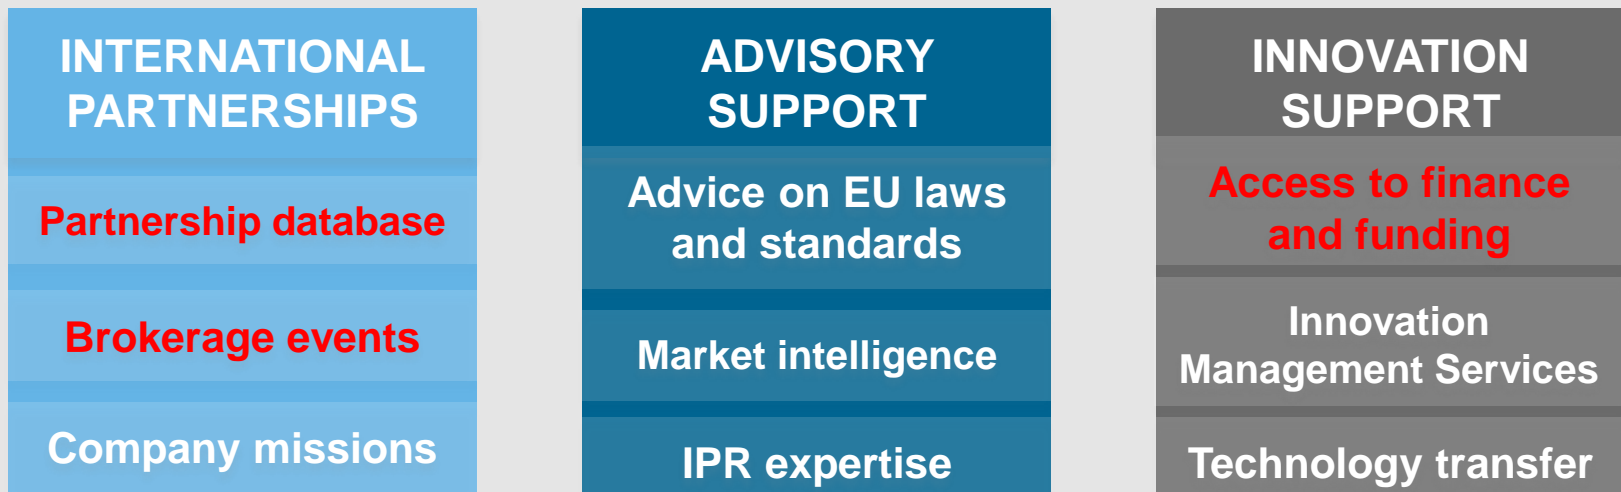 INTERNATIONAL
PARTNERSHIPS
Partnership database
Brokerage events
Company missions
ADVISORY
SUPPORT
Advice on EU laws
and standards
Market intelligence
IPR expertise
INNOVATION
SUPPORT
Access to finance
and funding
Innovation
Management Services
Technology transfer